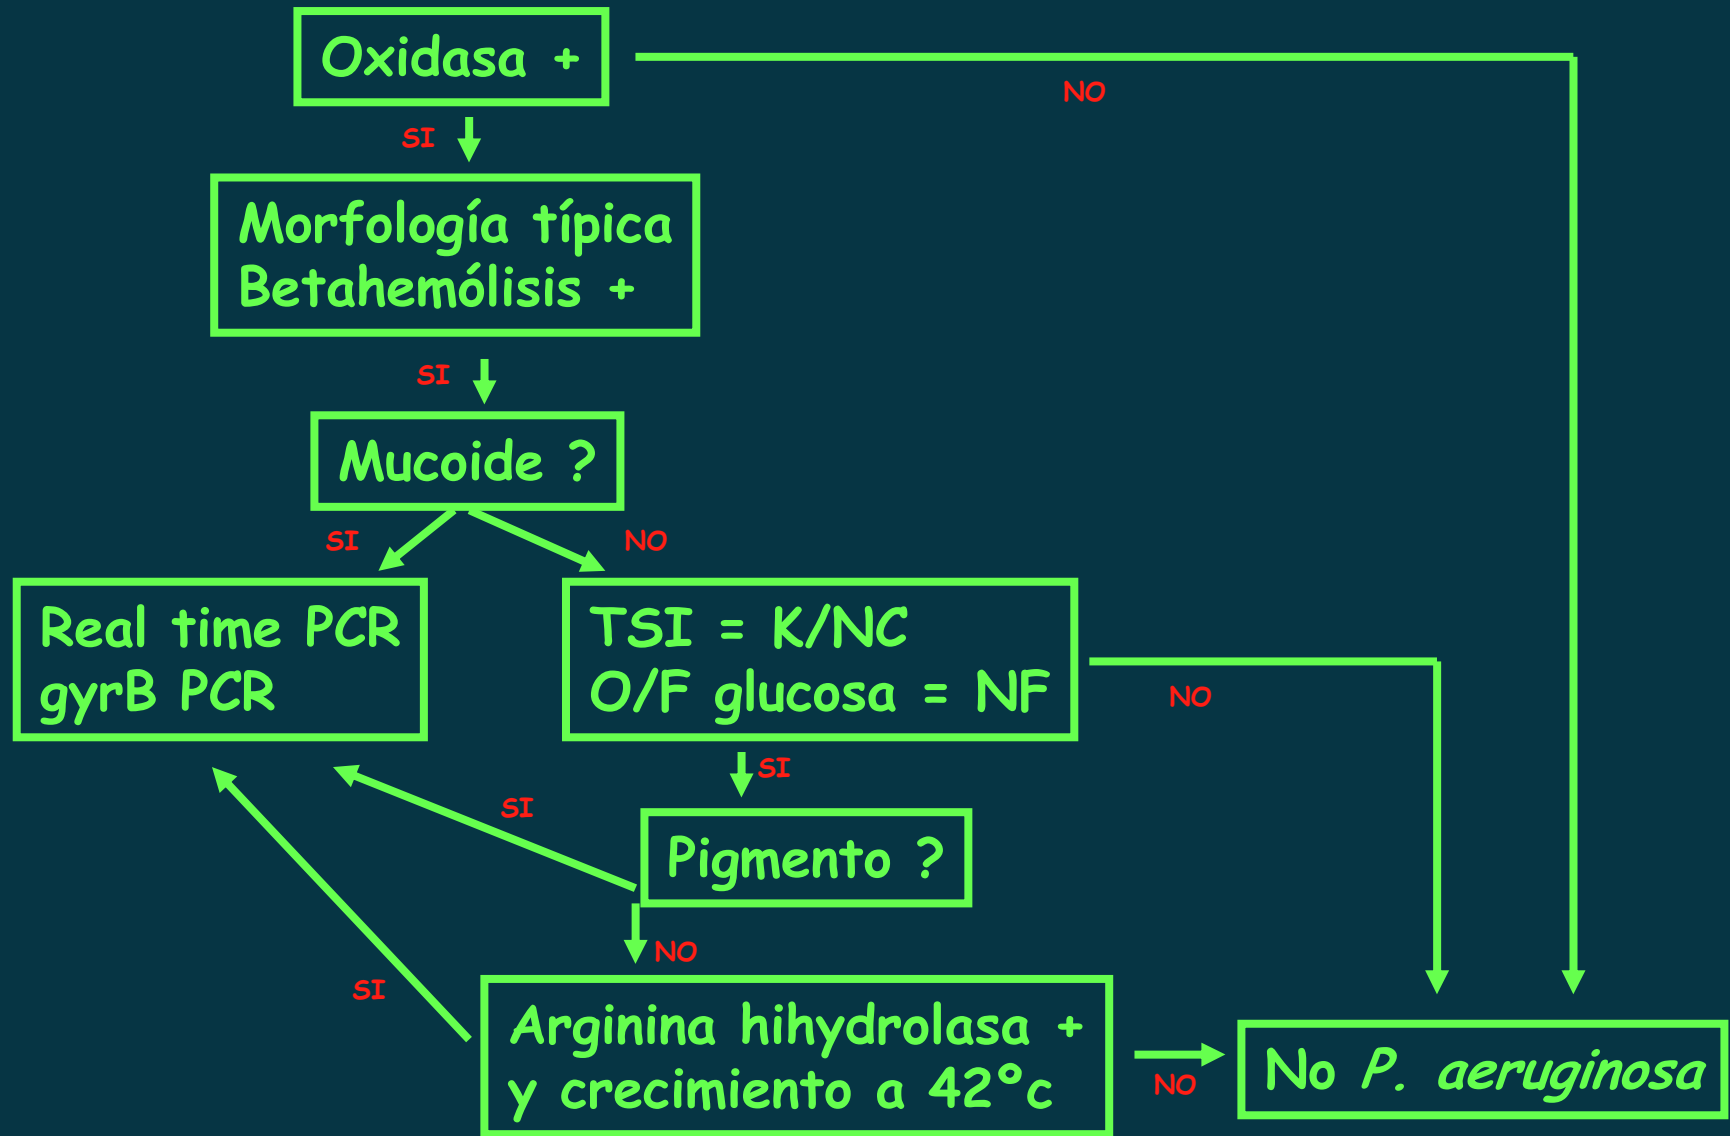 Oxidasa +
NO
SI
Morfología típica
Betahemólisis +
SI
Mucoide ?
SI
NO
Real time PCR
gyrB PCR
TSI = K/NC
O/F glucosa = NF
NO
SI
SI
Pigmento ?
NO
SI
Arginina hihydrolasa +
y crecimiento a 42ºc
NO
No P. aeruginosa